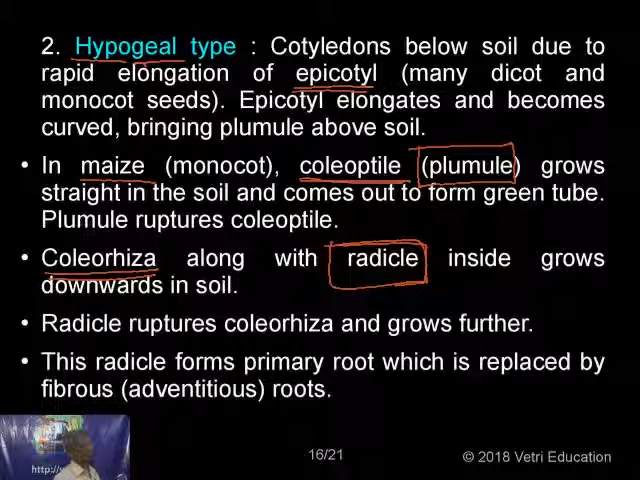 2. Hypogeal type : Cotyledons below soil due to
rapid elongation of epicotyl (many dicot and
monocot seeds). Epicotyl elongates and becomes
curved, bringing plumule above soil.
• In maize (monocot), coleoptile (plumule) grows
straight in the soil and comes out to form green tube.
Plumule ruptures coleoptile.
• Coleorhiza along with radicle inside grows
downwards in soil.
• Radicle ruptures coleorhiza and grows further.
• This radicle forms primary root which is replaced by
fibrous (adventitious) roots.
http://
16/21
© 2018 Vetri Education